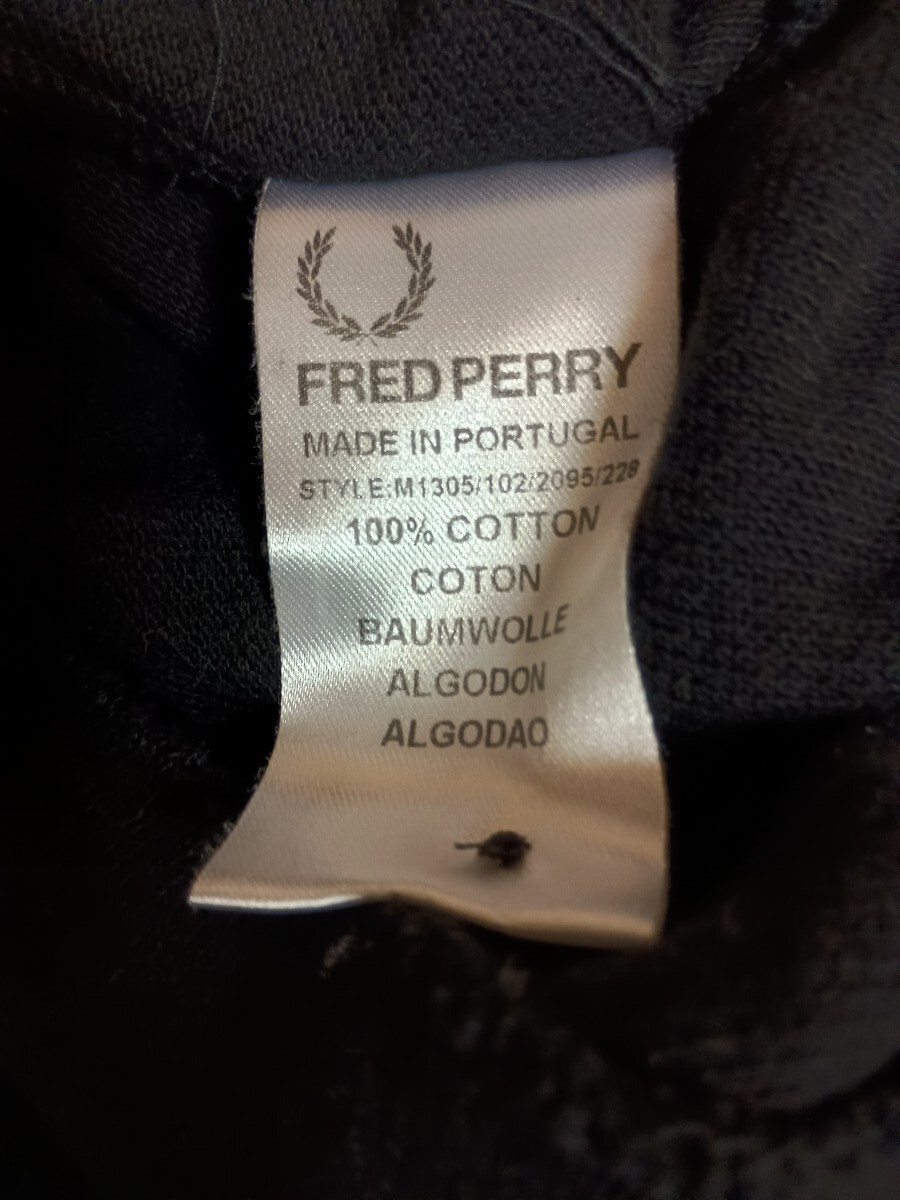 FRED PERRY
MADE IN PORTUGAL
STYLE:M1305/102/2095/228
100% COTTON
COTON
BAUMWOLLE
ALGODON
ALGODAO